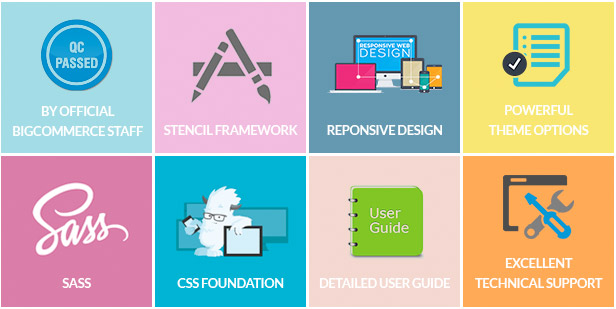 QC
PASSED
BY OFFICIAL
BIGCOMMERCE STAFF
STENCIL FRAMEWORK
RESPONSIVE WEB
DESIGN
REPONSIVE DESIGN
POWERFUL
THEME OPTIONS
Sass
SASS
CSS FOUNDATION
User
Guide
DETAILED USER GUIDE
EXCELLENT
TECHNICAL SUPPORT